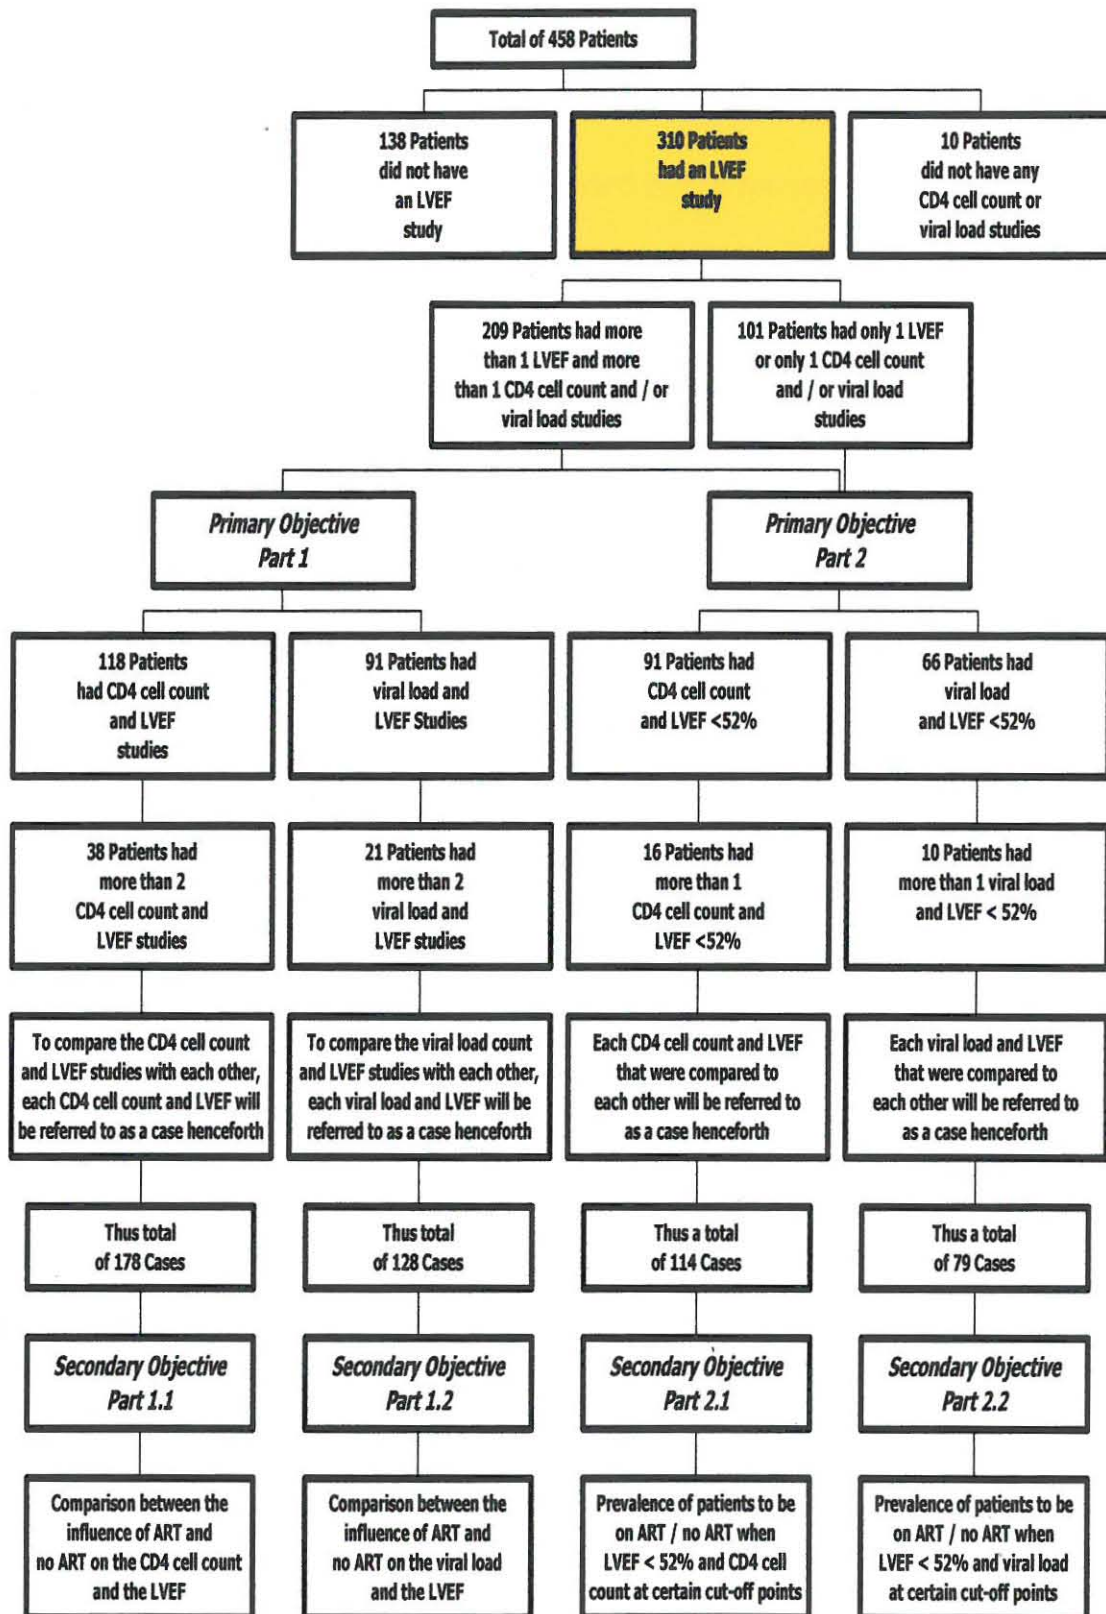 Total of 458 Patients
138 Patients
did not have
an LVEF
study
310 Patients
had an LVEF
study
10 Patients
did not have any
CD4 cell count or
viral load studies
209 Patients had more
than 1 LVEF and more
than 1 CD4 cell count and / or
viral load studies
101 Patients had only 1 LVEF
or only 1 CD4 cell count
and / or viral load
studies
Primary Objective
Part 1
Primary Objective
Part 2
118 Patients
had CD4 cell count
and LVEF
studies
91 Patients had
viral load and
LVEF Studies
91 Patients had
CD4 cell count
and LVEF <52%
66 Patients had
viral load
and LVEF <52%
38 Patients had
more than 2
CD4 cell count and
LVEF studies
21 Patients had
more than 2
viral load and
LVEF studies
16 Patients had
more than 1
CD4 cell count and
LVEF <52%
10 Patients had
more than 1 viral load
and LVEF < 52%
To compare the CD4 cell count
and LVEF studies with each other,
each CD4 cell count and LVEF will
be referred to as a case henceforth
To compare the viral load count
and LVEF studies with each other,
each viral load and LVEF will be
referred to as a case henceforth
Each CD4 cell count and LVEF
that were compared to
each other will be referred to
as a case henceforth
Each viral load and LVEF
that were compared to
each other will be referred to
as a case henceforth
Thus total
of 178 Cases
Thus total
of 128 Cases
Thus a total
of 114 Cases
Thus a total
of 79 Cases
Secondary Objective
Part 1.1
Secondary Objective
Part 1.2
Secondary Objective
Part 2.1
Secondary Objective
Part 2.2
Comparison between the
influence of ART and
no ART on the CD4 cell count
and the LVEF
Comparison between the
influence of ART and
no ART on the viral load
and the LVEF
Prevalence of patients to be
on ART / no ART when
LVEF < 52% and CD4 cell
count at certain cut-off points
Prevalence of patients to be
on ART / no ART when
LVEF < 52% and viral load
at certain cut-off points